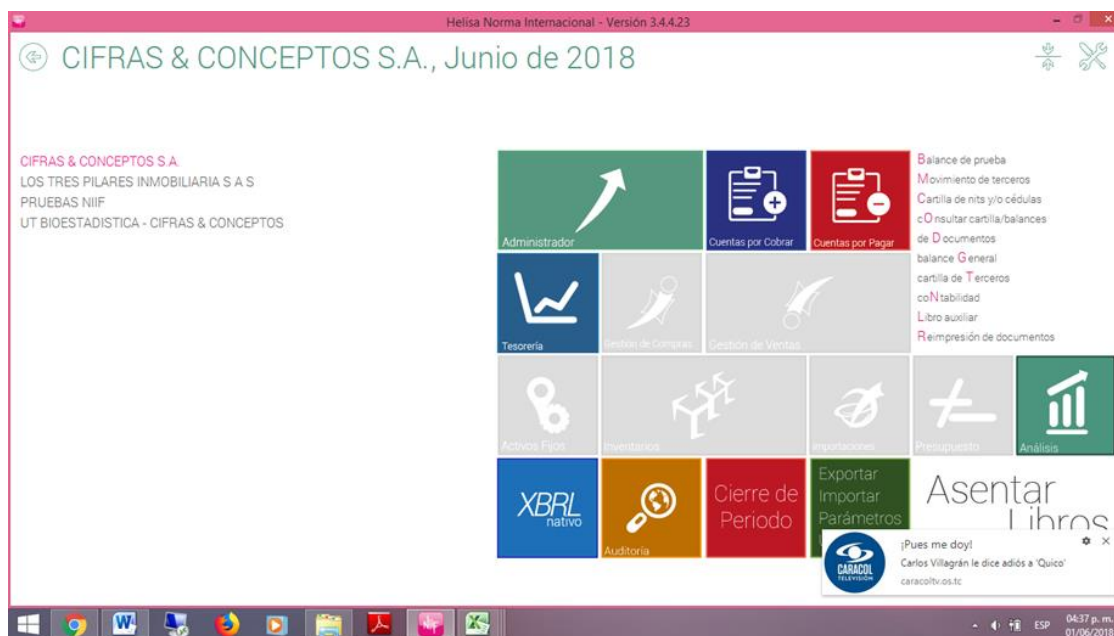 Helisa Norma Internacional - Versión 3.4.4.23
CIFRAS & CONCEPTOS S.A., Junio de 2018
CIFRAS & CONCEPTOS S.A.
LOS TRES PILARES INMOBILIARIA S A S
PRUEBAS NIIF
UT BIOESTADISTICA - CIFRAS & CONCEPTOS
Administrador
Cuentas por Cobrar
Cuentas por Pagar
Balance de prueba
Movimiento de terceros
Cartilla de nits y/o cédulas
cOnsultar cartilla/balances
de Documentos
balance General
cartilla de Terceros
coNtabilidad
Libro auxiliar
Reimpresión de documentos
Tesorería
Gestión de Compras
Gestión de Ventas
Activos Fijos
Inventarios
Importaciones
Presupuesto
Análisis
XBRL
nativo
Auditoría
Cierre de
Periodo
Exportar
Importar
Parámetros
Asentar
Libros
CARACOL
TELEVISIÓN
¡Pues me doy!
Carlos Villagrán le dice adiós a 'Quico'
caracoltv.os.tc
ESP
04:37 p. m.
01/06/2018